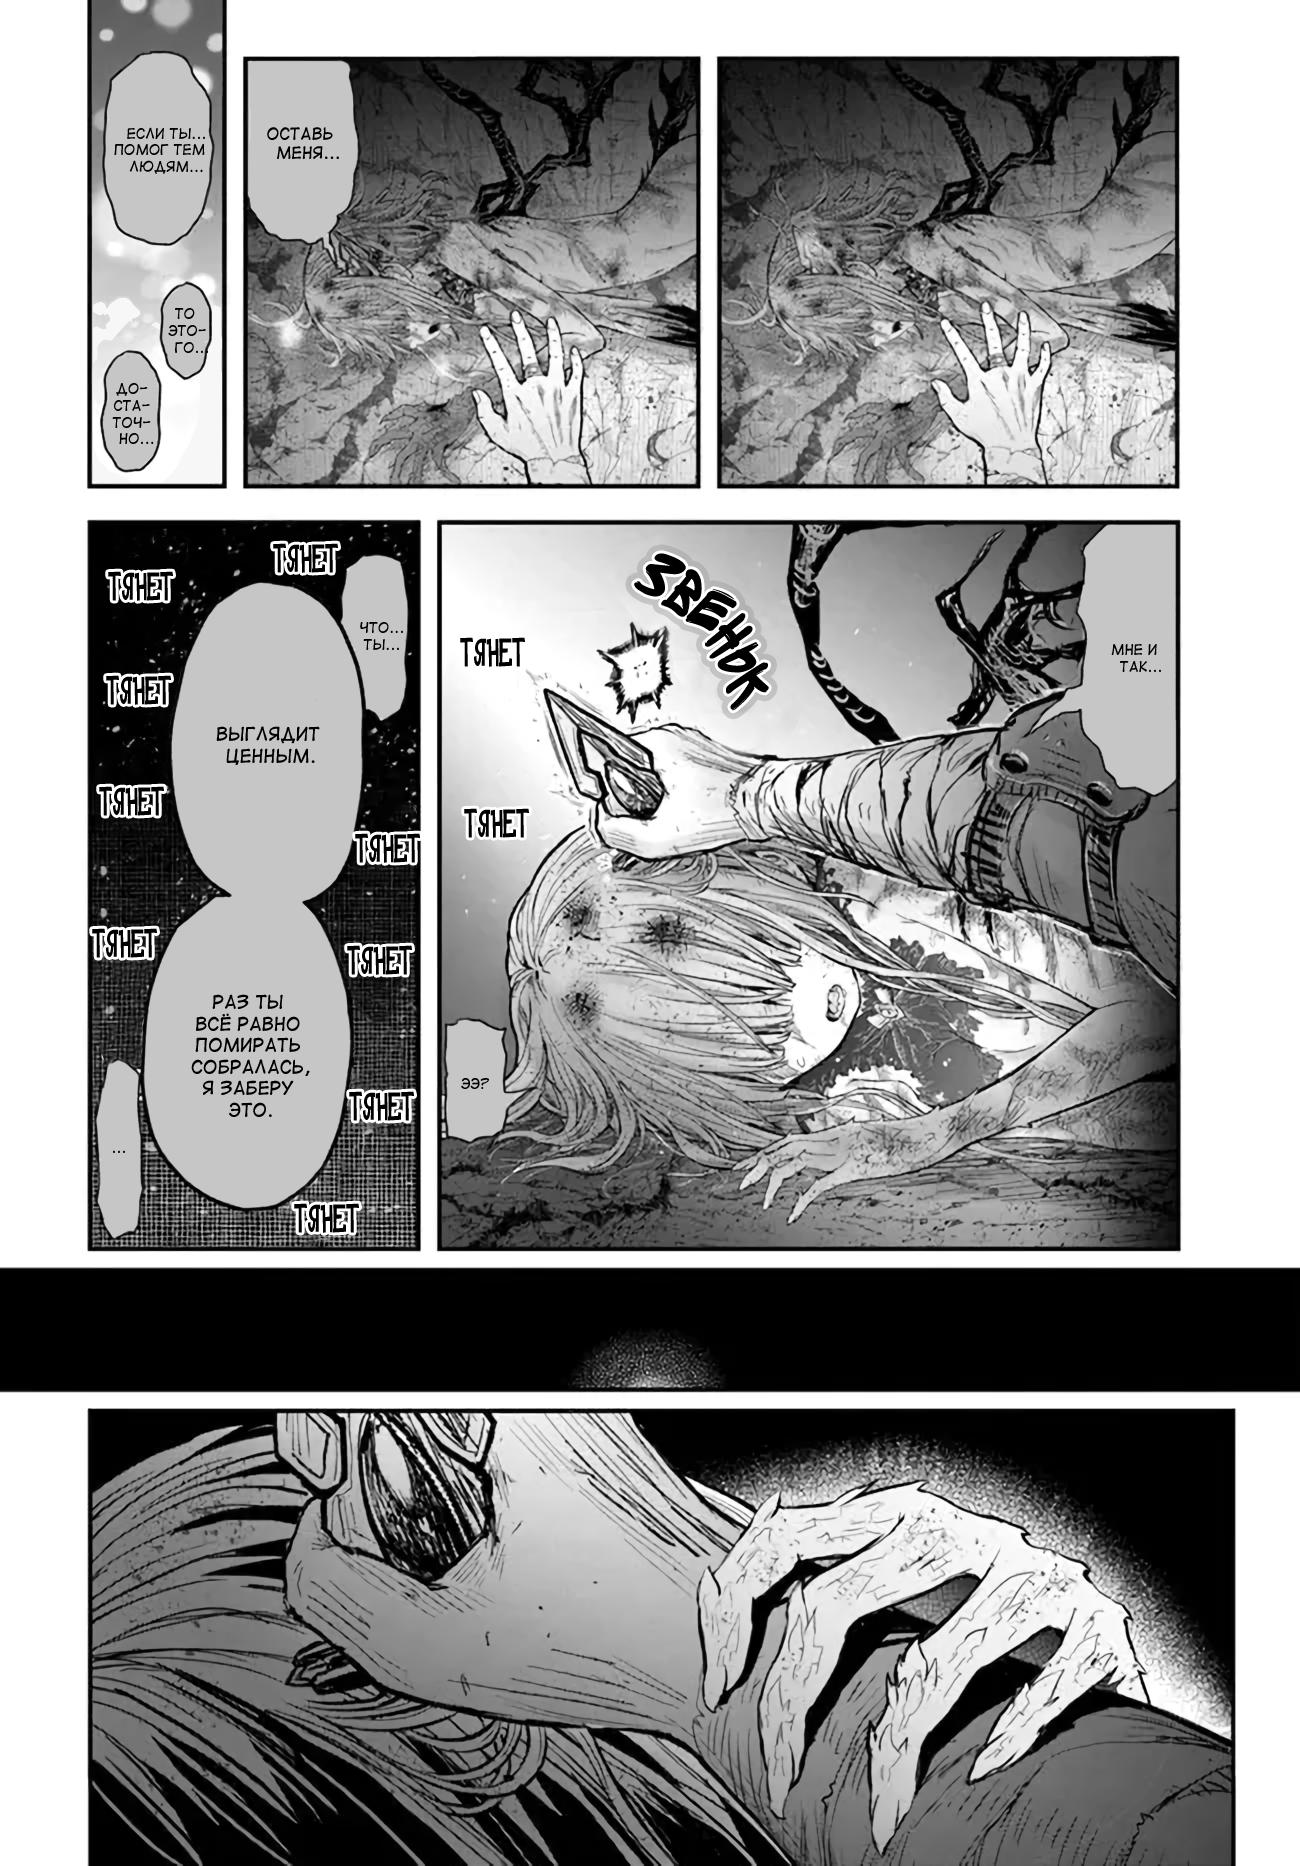 ОСТАВЬ
МЕНЯ...
ЕСЛИ ТЫ...
ПОМОГ ТЕМ
ЛЮДЯМ...
ТО
ЭТО-
ГО...
ДО-
СТА-
ТОЧ-
НО...
МНЕ И
ТАК...
ЗВЕНЬК
ТЯНЕТ
ТЯНЕТ
ЭЭ?
ЧТО...
ТЫ...
ВЫГЛЯДИТ
ЦЕННЫМ.
РАЗ ТЫ
ВСЁ РАВНО
ПОМИРАТЬ
СОБРАЛАСЬ,
Я ЗАБЕРУ
ЭТО.
...
ТЯНЕТ
ТЯНЕТ
ТЯНЕТ
ТЯНЕТ
ТЯНЕТ
ТЯНЕТ
ТЯНЕТ
ТЯНЕТ
ТЯНЕТ